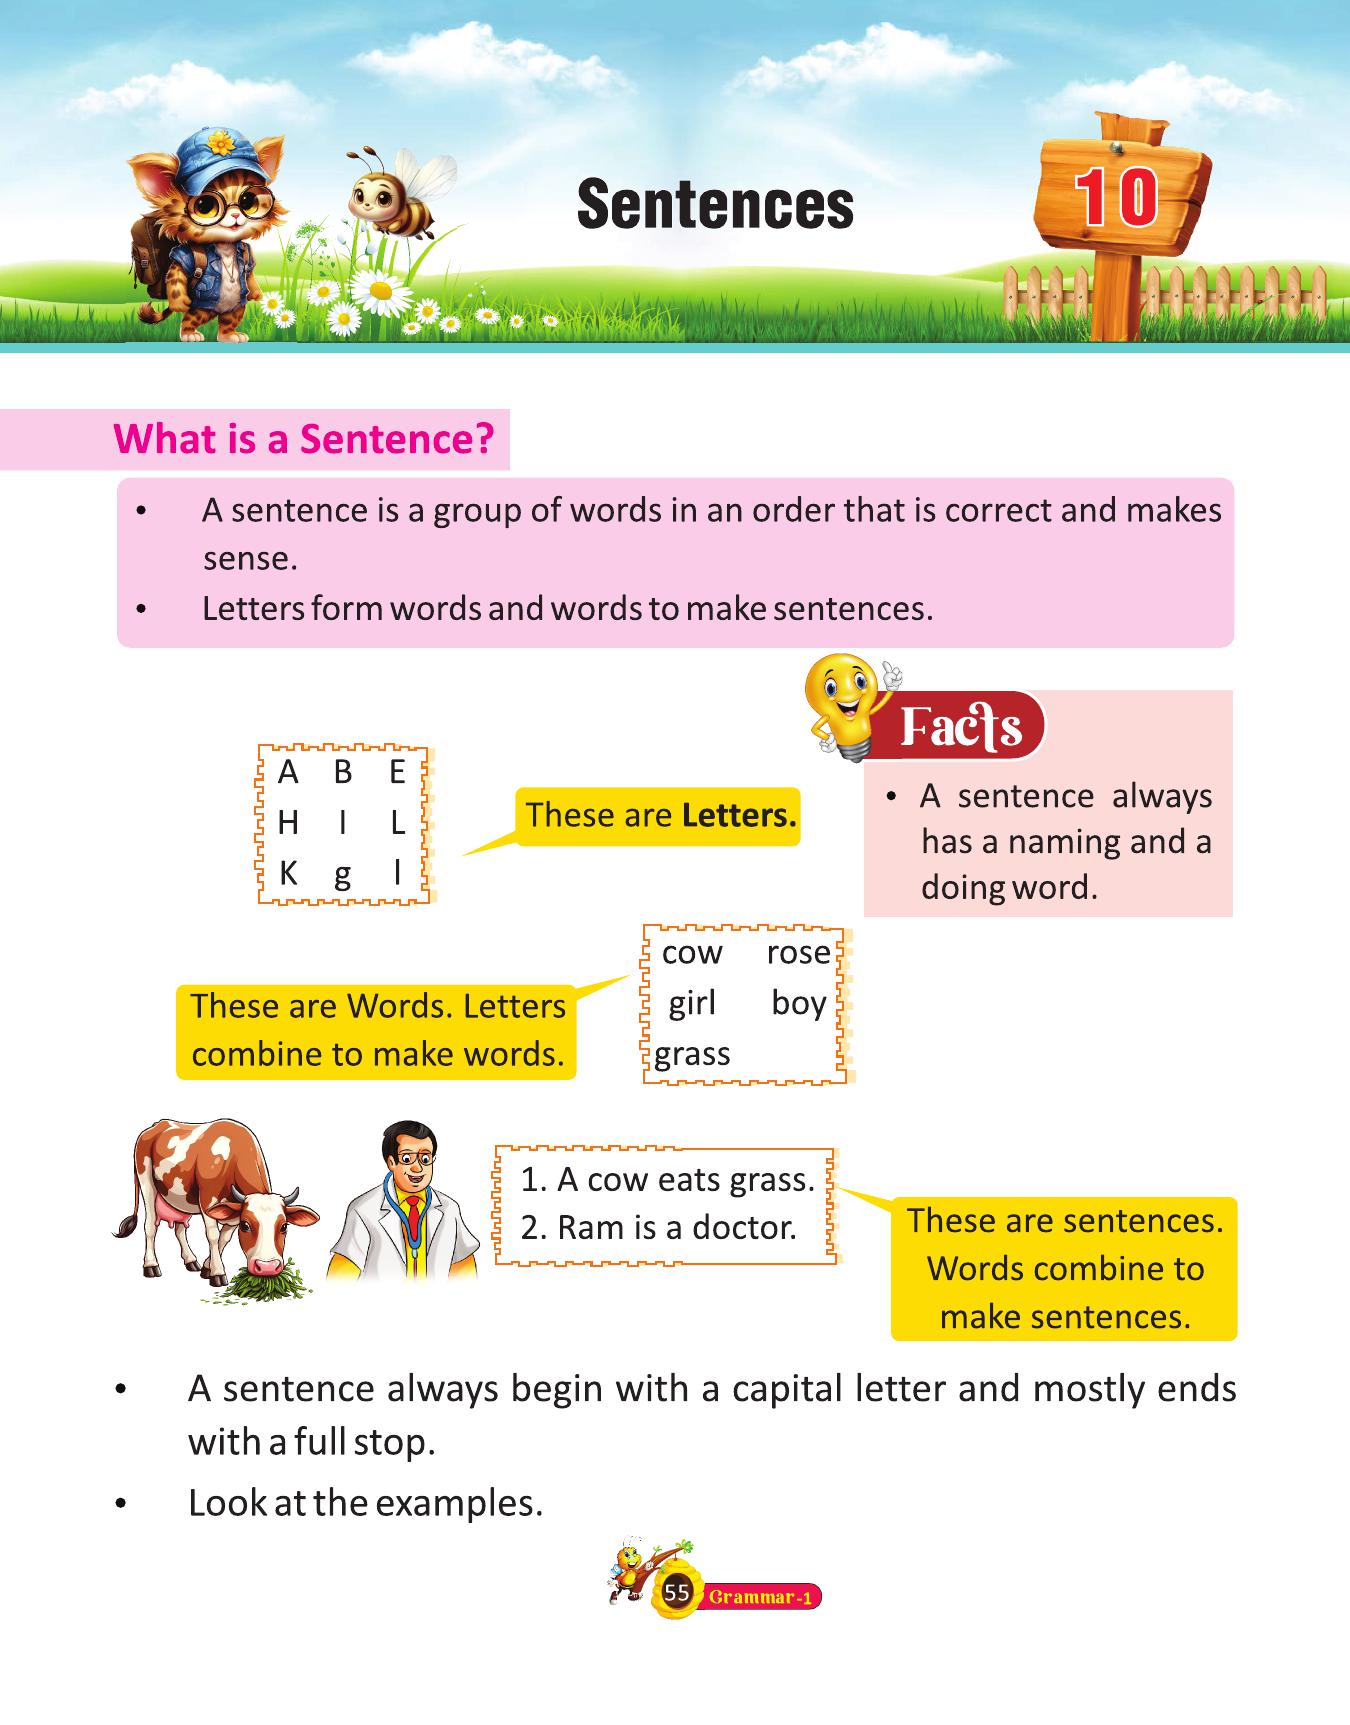 Sentences
10
What is a Sentence?
• A sentence is a group of words in an order that is correct and makes
sense.
• Letters form words and words to make sentences.
Facts
• A sentence always
has a naming and a
doing word.
A B E
H I L
K g l
These are Letters.
cow rose
girl boy
grass
These are Words. Letters
combine to make words.
1. A cow eats grass.
2. Ram is a doctor.
These are sentences.
Words combine to
make sentences.
• A sentence always begin with a capital letter and mostly ends
with a full stop.
• Look at the examples.
55 Grammar-1